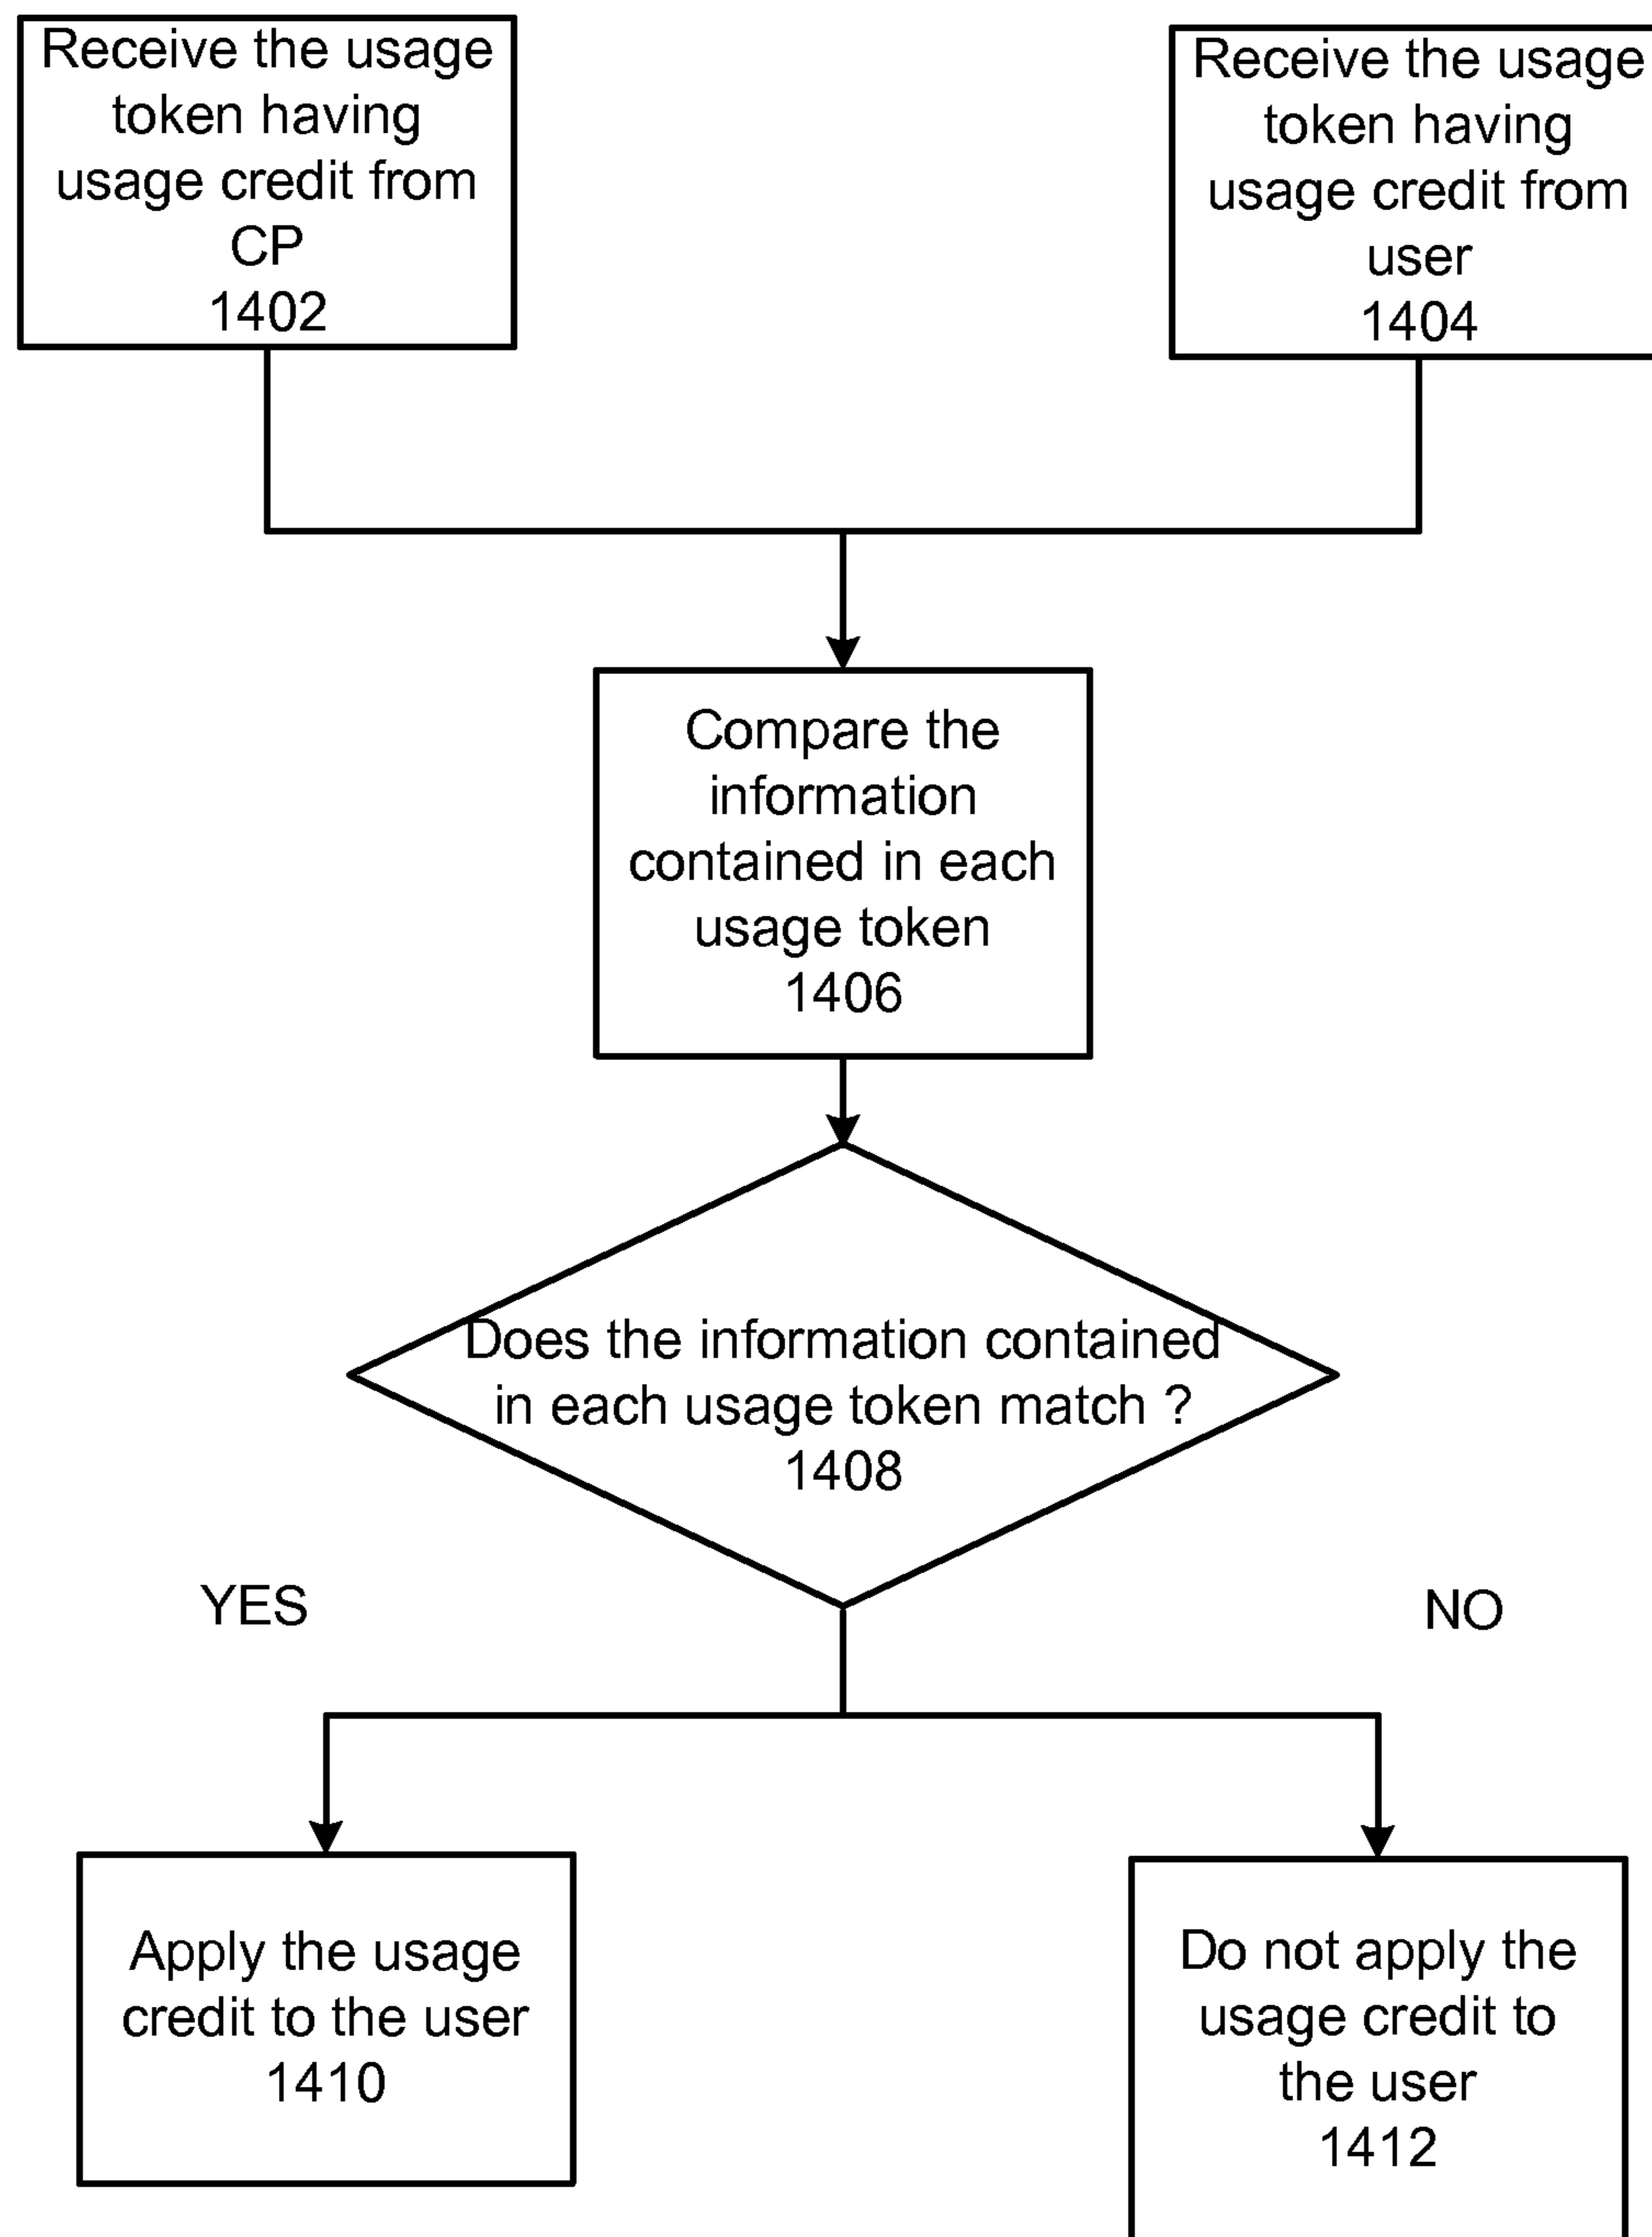 Receive the usage
token having
usage credit from
CP
1402
Receive the usage
token having
usage credit from
user
1404
Compare the
information
contained in each
usage token
1406
Does the information contained
in each usage token match ?
1408
YES
NO
Apply the usage
credit to the user
1410
Do not apply the
usage credit to
the user
1412